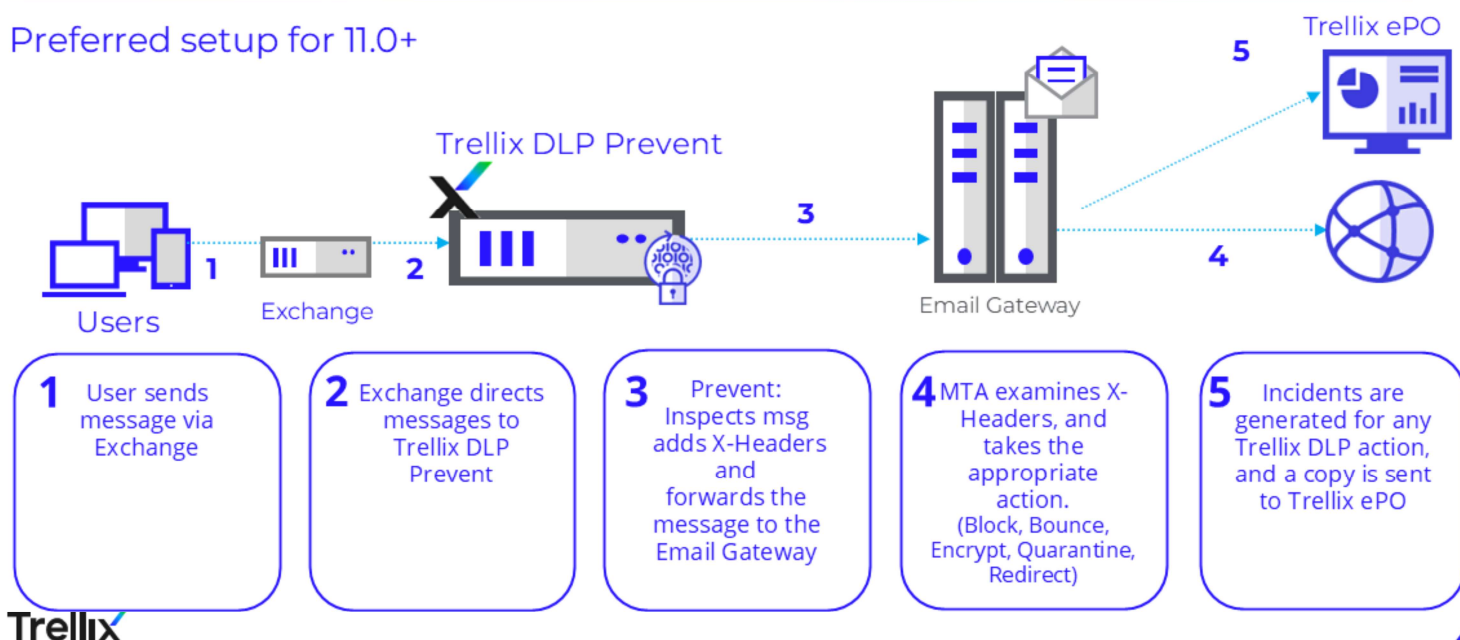 Preferred setup for 11.0+
Trellix ePO
5
Trellix DLP Prevent
3
1
2
4
Users
Exchange
Email Gateway
1 User sends
message via
Exchange
2 Exchange directs
messages to
Trellix DLP
Prevent
3 Prevent:
Inspects msg
adds X-Headers
and
forwards the
message to the
Email Gateway
4 MTA examines X-
Headers, and
takes the
appropriate
action.
(Block, Bounce,
Encrypt, Quarantine,
Redirect)
5 Incidents are
generated for any
Trellix DLP action,
and a copy is sent
to Trellix ePO
Trellix